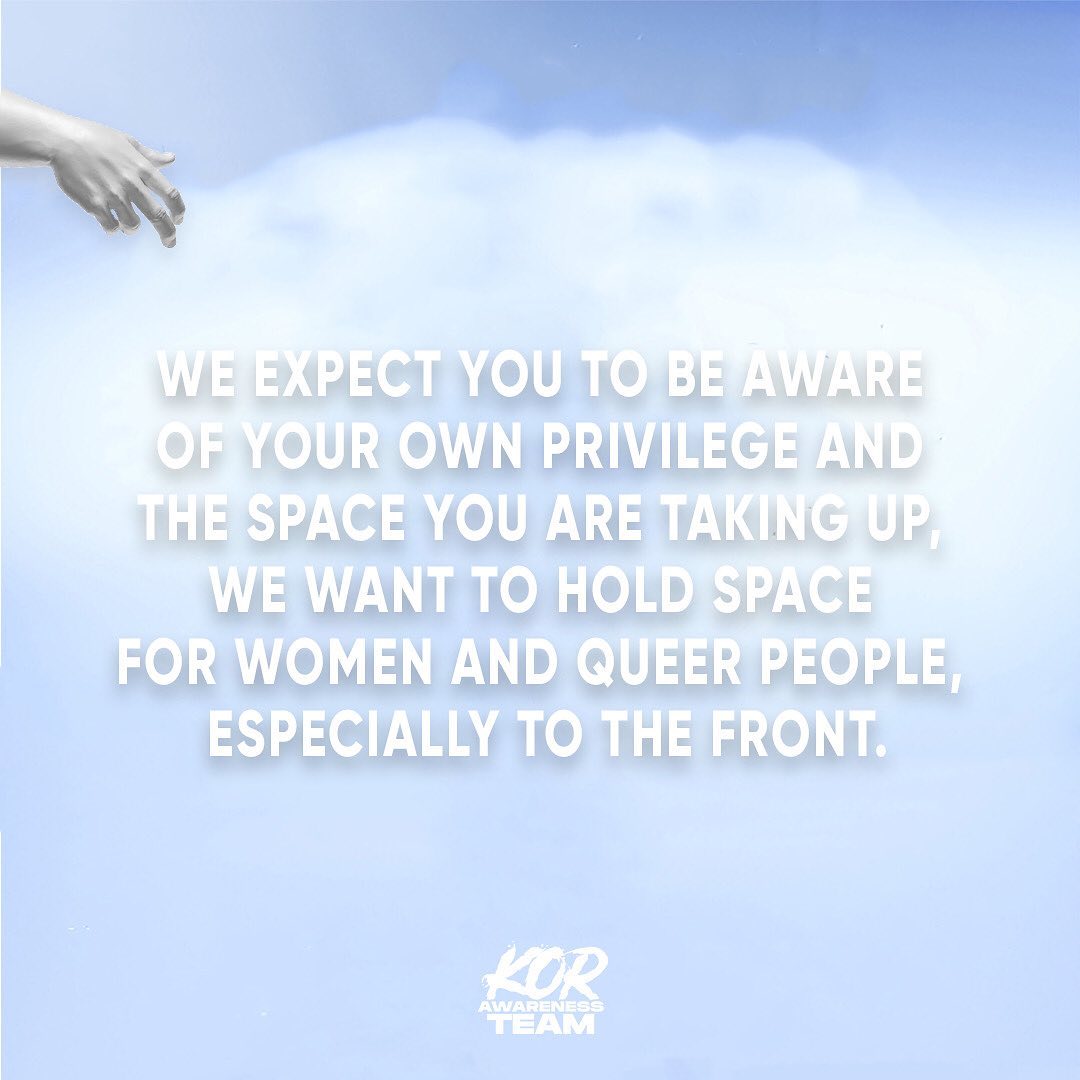 WE EXPECT YOU TO BE AWARE
OF YOUR OWN PRIVILEGE AND
THE SPACE YOU ARE TAKING UP,
WE WANT TO HOLD SPACE
FOR WOMEN AND QUEER PEOPLE,
ESPECIALLY TO THE FRONT.
KOR
AWARENESS
TEAM